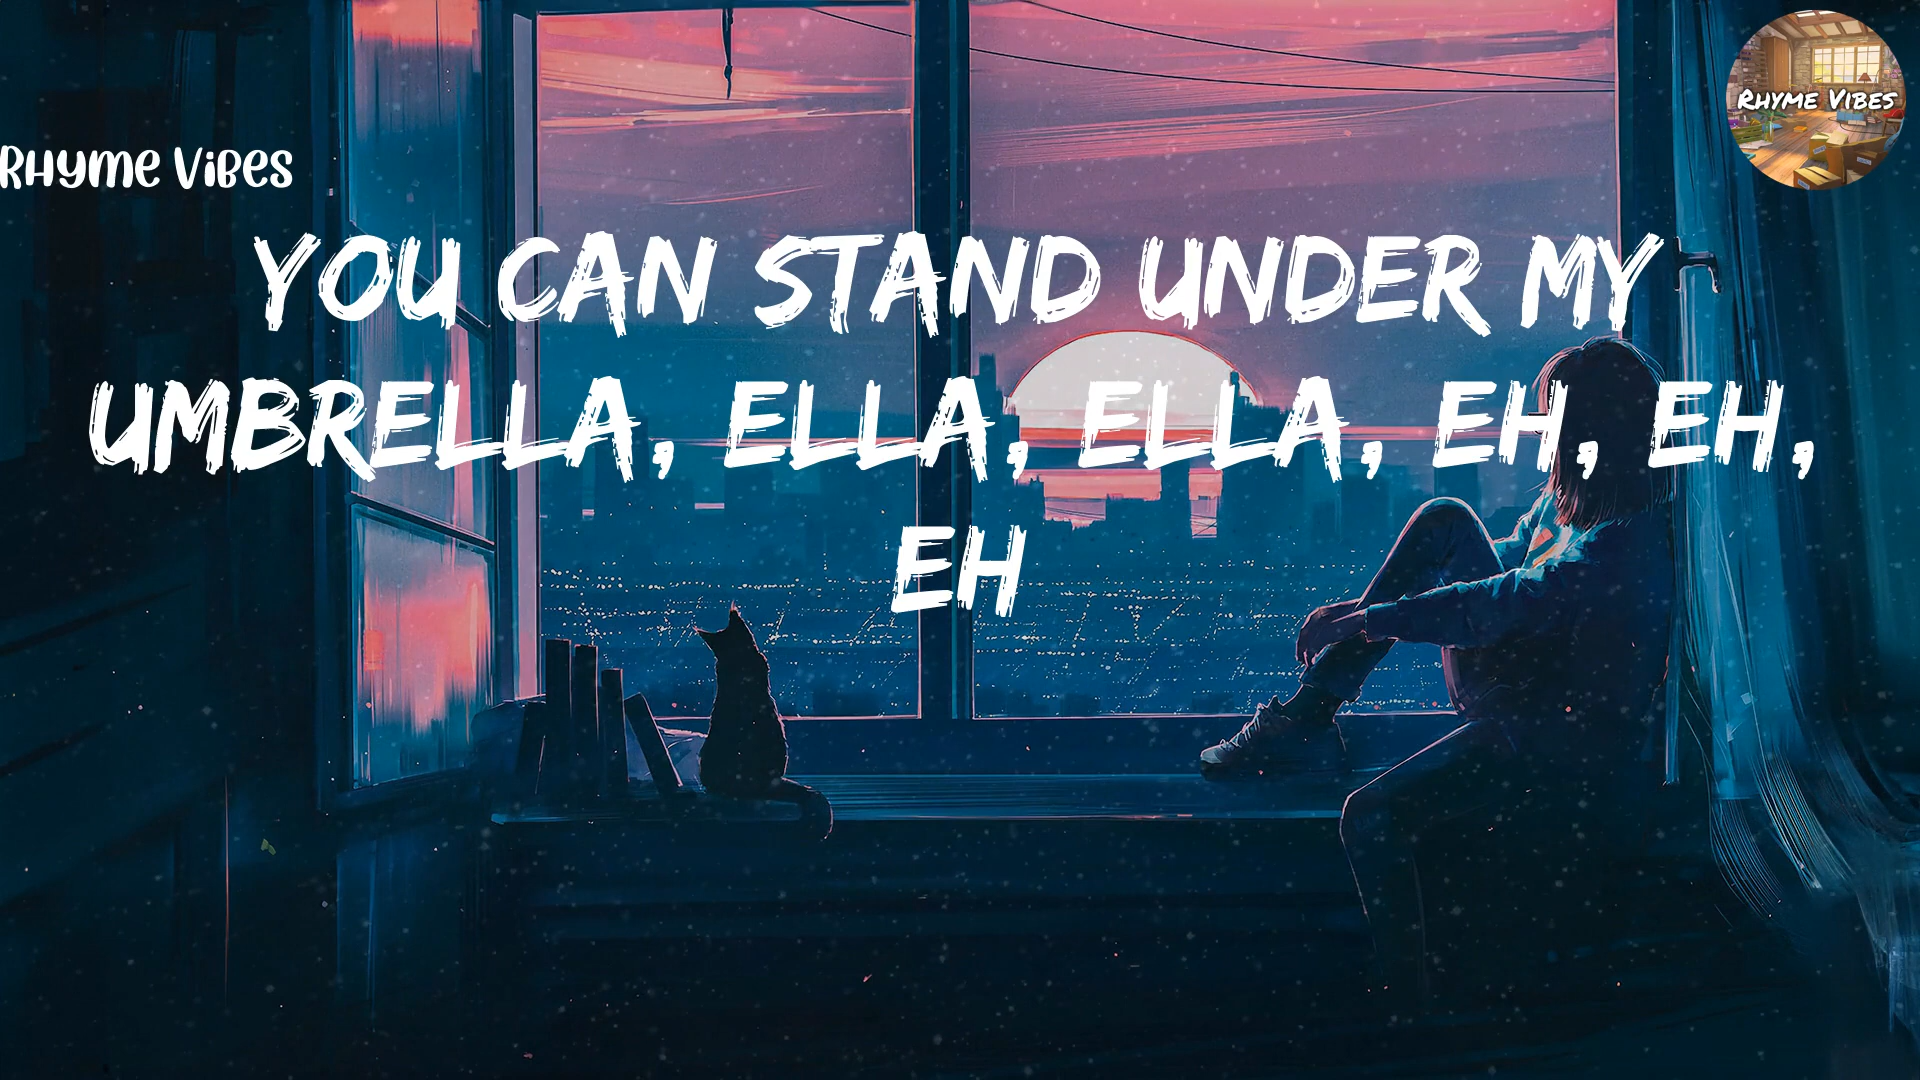 Rhyme Vibes
Rhyme Vibes
YOU CAN STAND UNDER MY
UMBRELLA, ELLA, ELLA, EH, EH,
EH